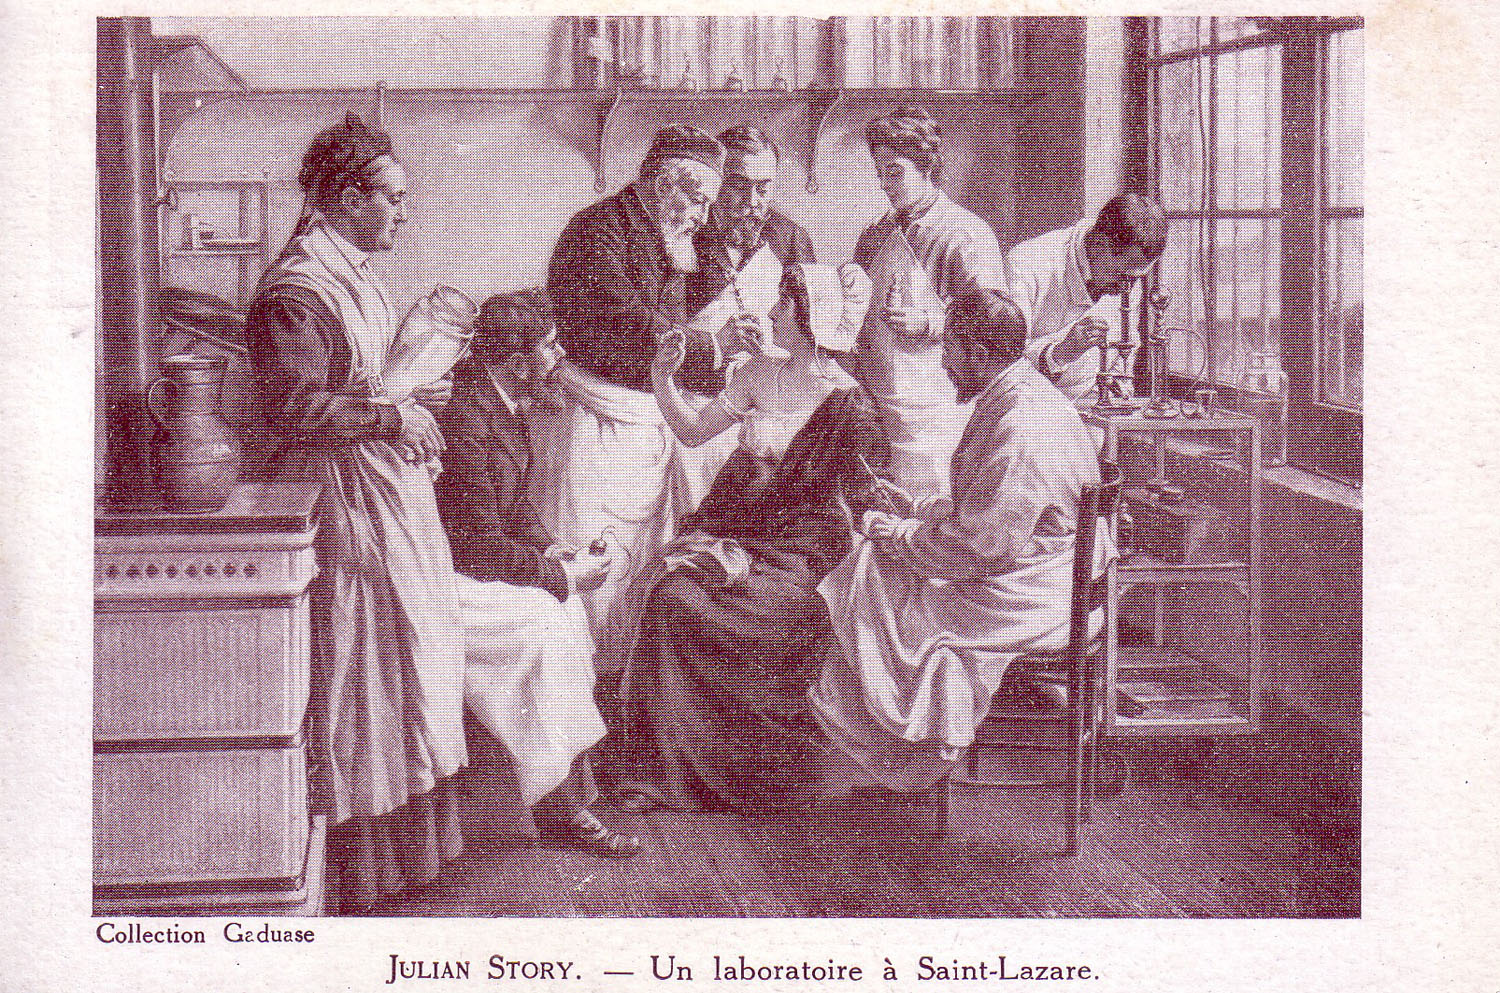 Collection Gaduase
JULIAN STORY. — Un laboratoire à Saint-Lazare.